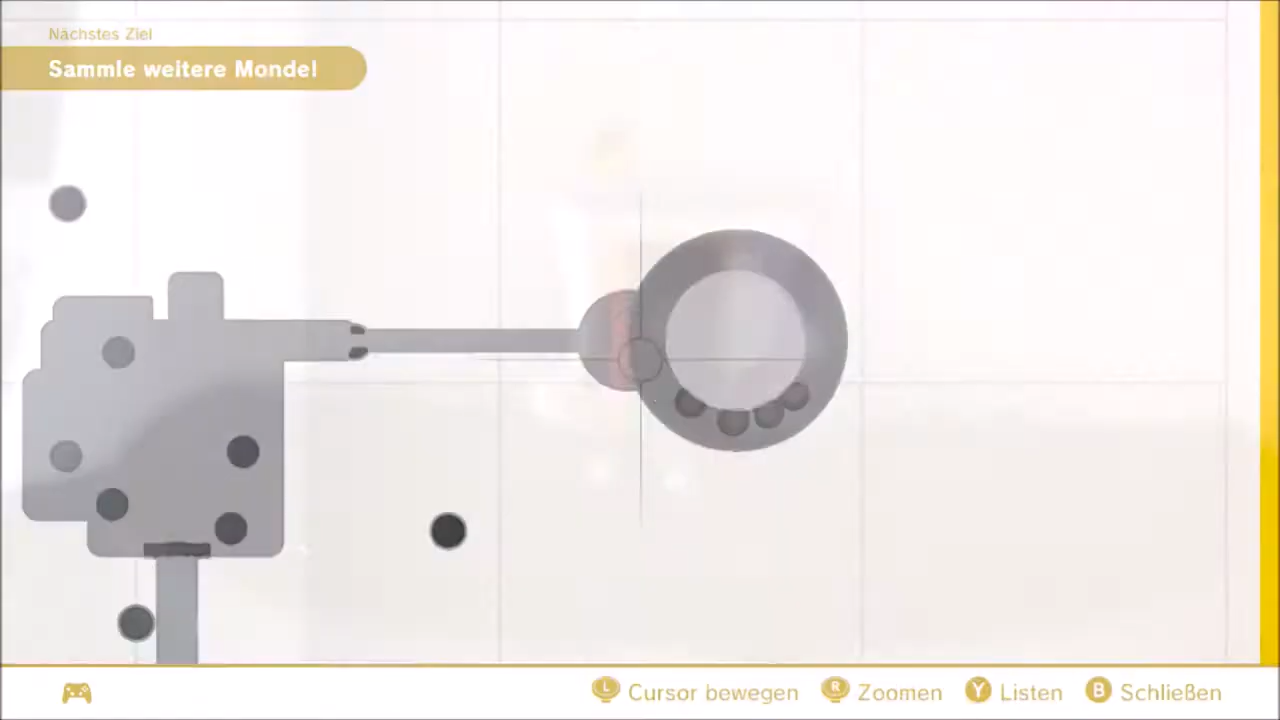 Nächstes Ziel
Sammle weitere Monde!
L Cursor bewegen R Zoomen Y Listen B Schließen